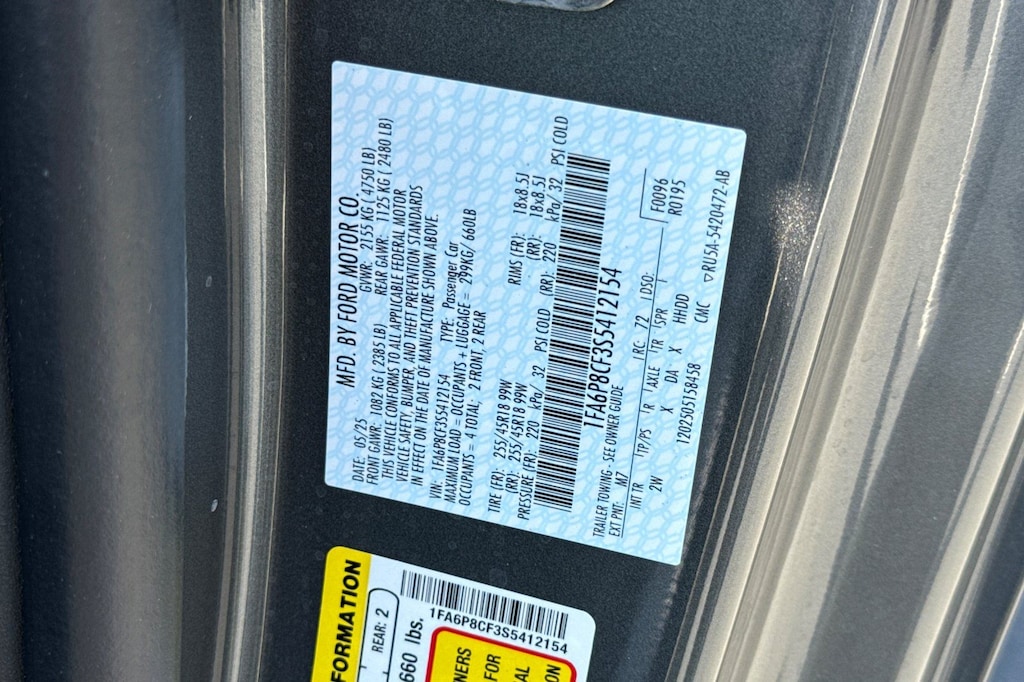 MFD. BY FORD MOTOR CO.
DATE: 05/25 GVWR: 2155 KG ( 4750 LB)
FRONT GAWR: 1082 KG ( 2385 LB) REAR GAWR: 1125 KG ( 2480 LB)
THIS VEHICLE CONFORMS TO ALL APPLICABLE FEDERAL MOTOR
VEHICLE SAFETY, BUMPER, AND THEFT PREVENTION STANDARDS
IN EFFECT ON THE DATE OF MANUFACTURE SHOWN ABOVE.
VIN: 1FA6P8CF3S5412154 TYPE: Passenger Car
MAXIMUM LOAD = OCCUPANTS + LUGGAGE = 299KG/ 660LB
OCCUPANTS = 4 TOTAL: 2 FRONT, 2 REAR
TIRE (FR): 255/45R18 99W RIMS (FR): 18x8.5J
(RR): 255/45R18 99W (RR): 18x8.5J
PRESSURE (FR): 220 kPa/ 32 PSI COLD (RR): 220 kPa/ 32 PSI COLD
1FA6P8CF3S5412154
TRAILER TOWING - SEE OWNER GUIDE
EXT PNT: M7 RC: 72 DSO: F0096
R0195
INT TR TP/PS R AXLE TR SPR
2W X DA X HHDD
120250515B458 CMC ▽RU5A-5420472-AB
FORMATION
REAR: 2
660 lbs.
1FA6P8CF3S5412154
FOR